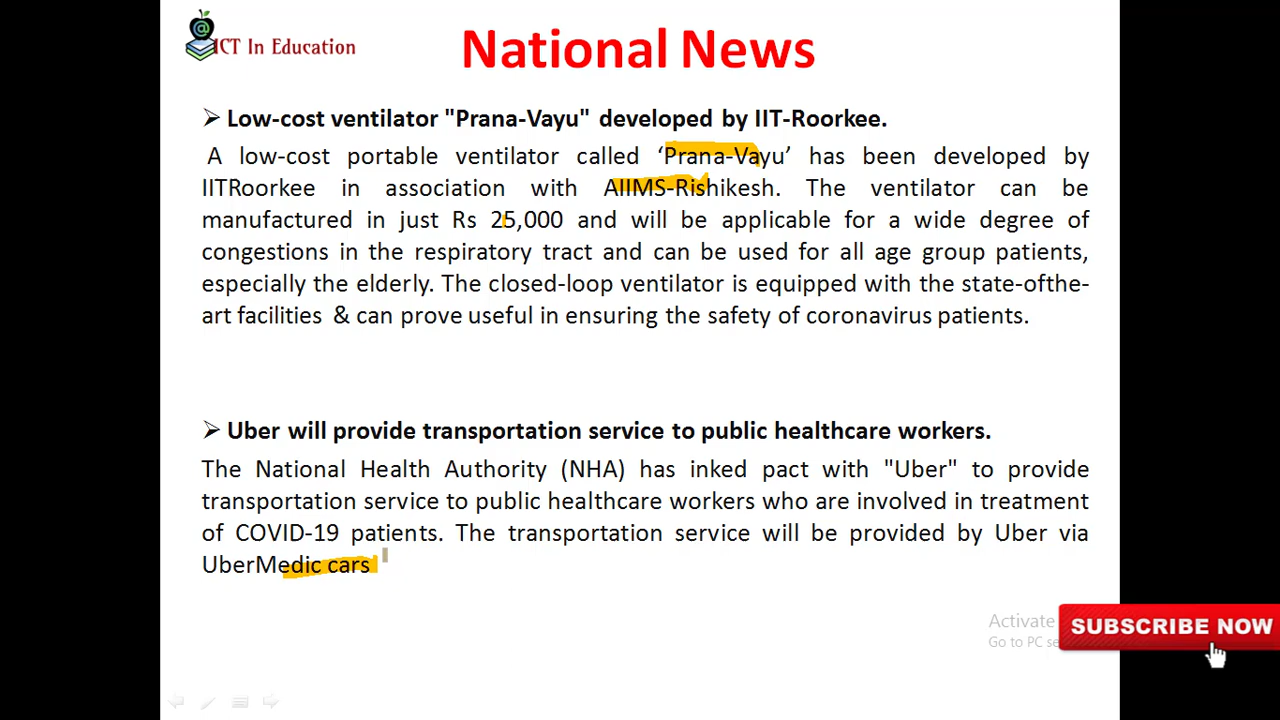 ICT In Education
National News
➢ Low-cost ventilator "Prana-Vayu" developed by IIT-Roorkee.
A low-cost portable ventilator called ‘Prana-Vayu’ has been developed by
IITRoorkee in association with AIIMS-Rishikesh. The ventilator can be
manufactured in just Rs 25,000 and will be applicable for a wide degree of
congestions in the respiratory tract and can be used for all age group patients,
especially the elderly. The closed-loop ventilator is equipped with the state-ofthe-
art facilities & can prove useful in ensuring the safety of coronavirus patients.
➢ Uber will provide transportation service to public healthcare workers.
The National Health Authority (NHA) has inked pact with "Uber" to provide
transportation service to public healthcare workers who are involved in treatment
of COVID-19 patients. The transportation service will be provided by Uber via
UberMedic cars
Activate
Go to PC
SUBSCRIBE NOW